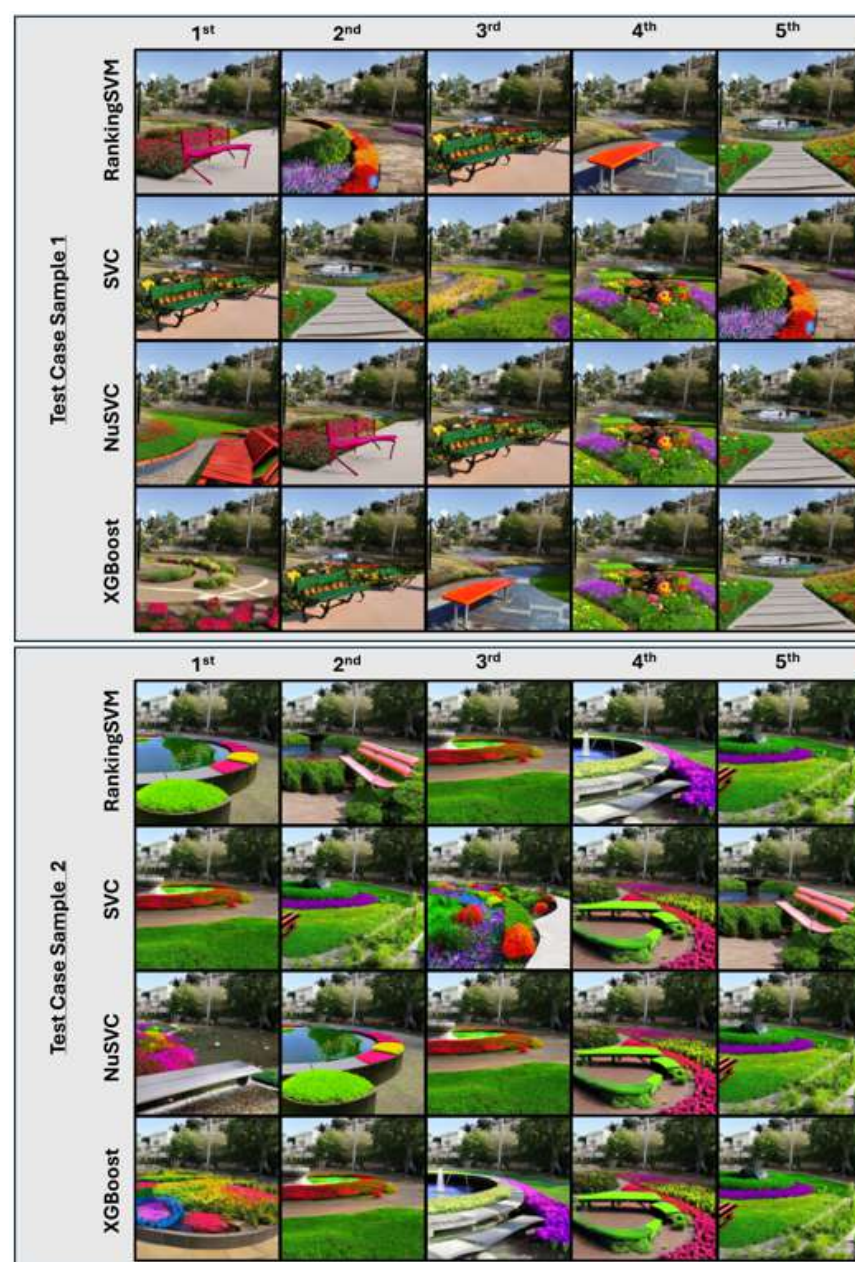 1st 2nd 3rd 4th 5th
Test Case Sample 1
RankingSVM
SVC
NuSVC
XGBoost
1st 2nd 3rd 4th 5th
Test Case Sample 2
RankingSVM
SVC
NuSVC
XGBoost